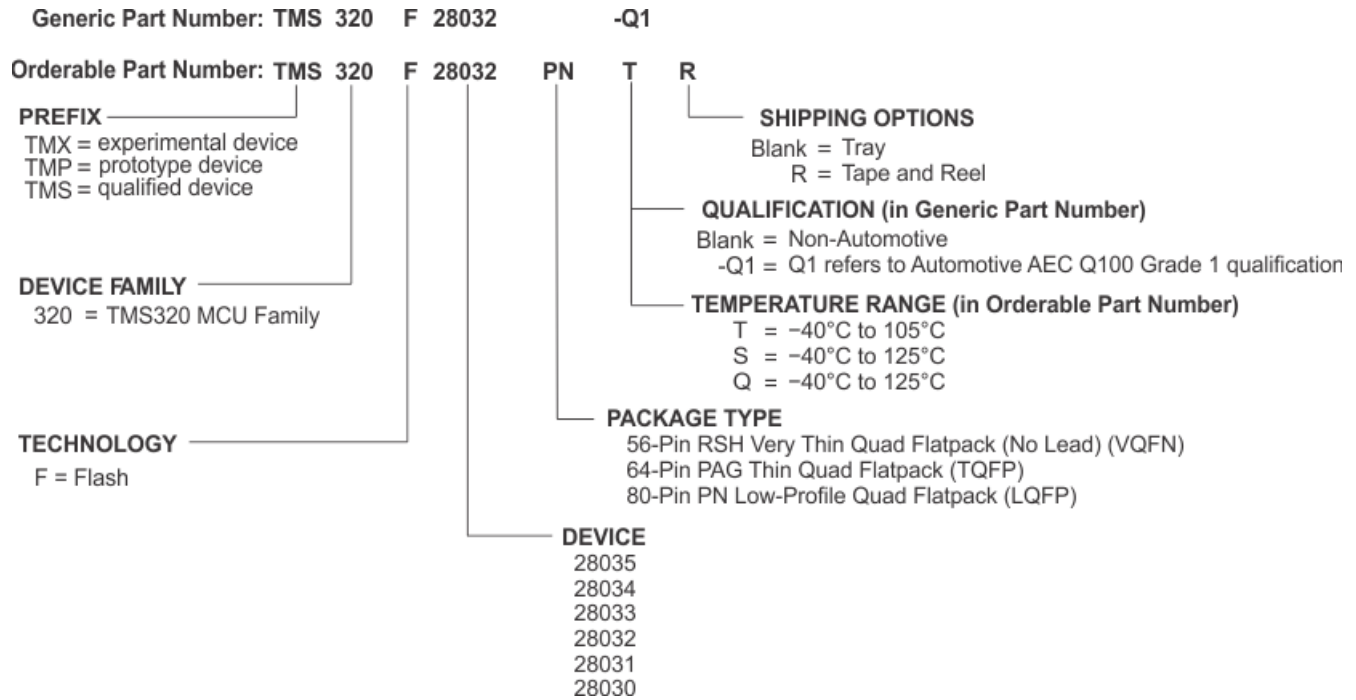 Generic Part Number: TMS 320 F 28032 -Q1
Orderable Part Number: TMS 320 F 28032 PN T R
PREFIX
TMX = experimental device
TMP = prototype device
TMS = qualified device
DEVICE FAMILY
320 = TMS320 MCU Family
TECHNOLOGY
F = Flash
SHIPPING OPTIONS
Blank = Tray
R = Tape and Reel
QUALIFICATION (in Generic Part Number)
Blank = Non-Automotive
-Q1 = Q1 refers to Automotive AEC Q100 Grade 1 qualification
TEMPERATURE RANGE (in Orderable Part Number)
T = −40°C to 105°C
S = −40°C to 125°C
Q = −40°C to 125°C
PACKAGE TYPE
56-Pin RSH Very Thin Quad Flatpack (No Lead) (VQFN)
64-Pin PAG Thin Quad Flatpack (TQFP)
80-Pin PN Low-Profile Quad Flatpack (LQFP)
DEVICE
28035
28034
28033
28032
28031
28030